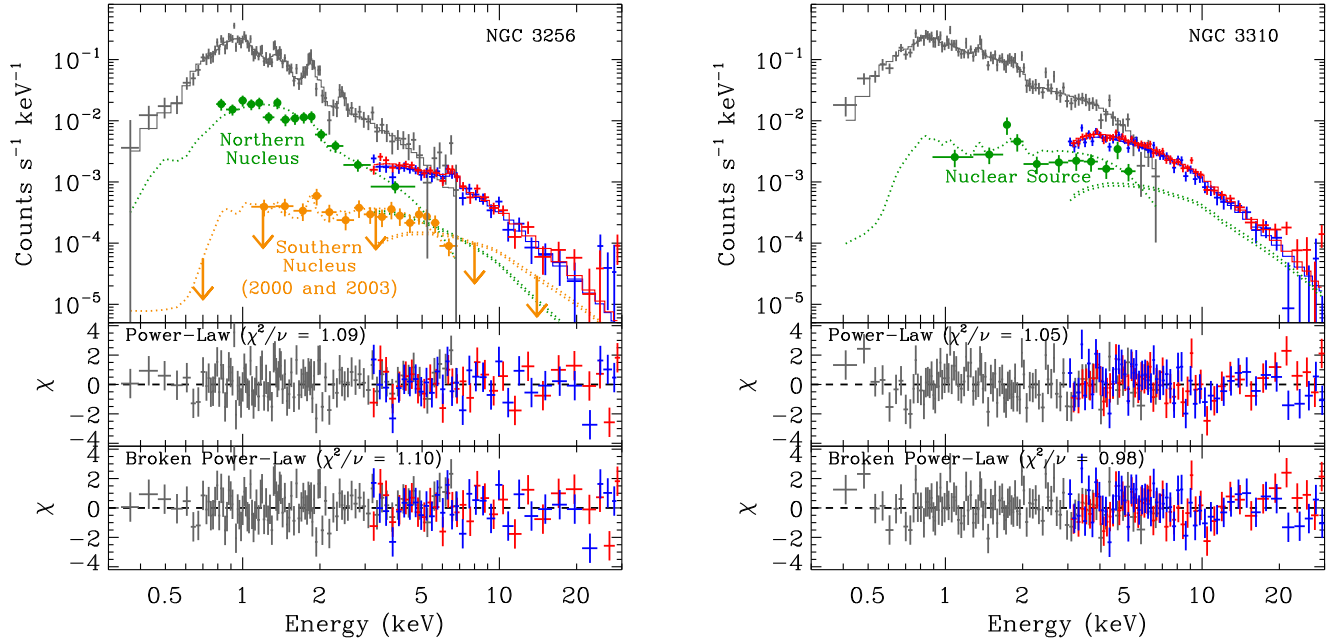 NGC 3256
Counts s⁻¹ keV⁻¹
10⁻¹
10⁻²
10⁻³
10⁻⁴
10⁻⁵
Northern
Nucleus
Southern
Nucleus
(2000 and 2003)
Power-Law (χ²/ν = 1.09)
χ
4
2
0
-2
-4
Broken Power-Law (χ²/ν = 1.10)
χ
4
2
0
-2
-4
0.5 1 2 5 10 20
Energy (keV)
NGC 3310
Counts s⁻¹ keV⁻¹
10⁻¹
10⁻²
10⁻³
10⁻⁴
10⁻⁵
Nuclear Source
Power-Law (χ²/ν = 1.05)
χ
4
2
0
-2
-4
Broken Power-Law (χ²/ν = 0.98)
χ
4
2
0
-2
-4
0.5 1 2 5 10 20
Energy (keV)